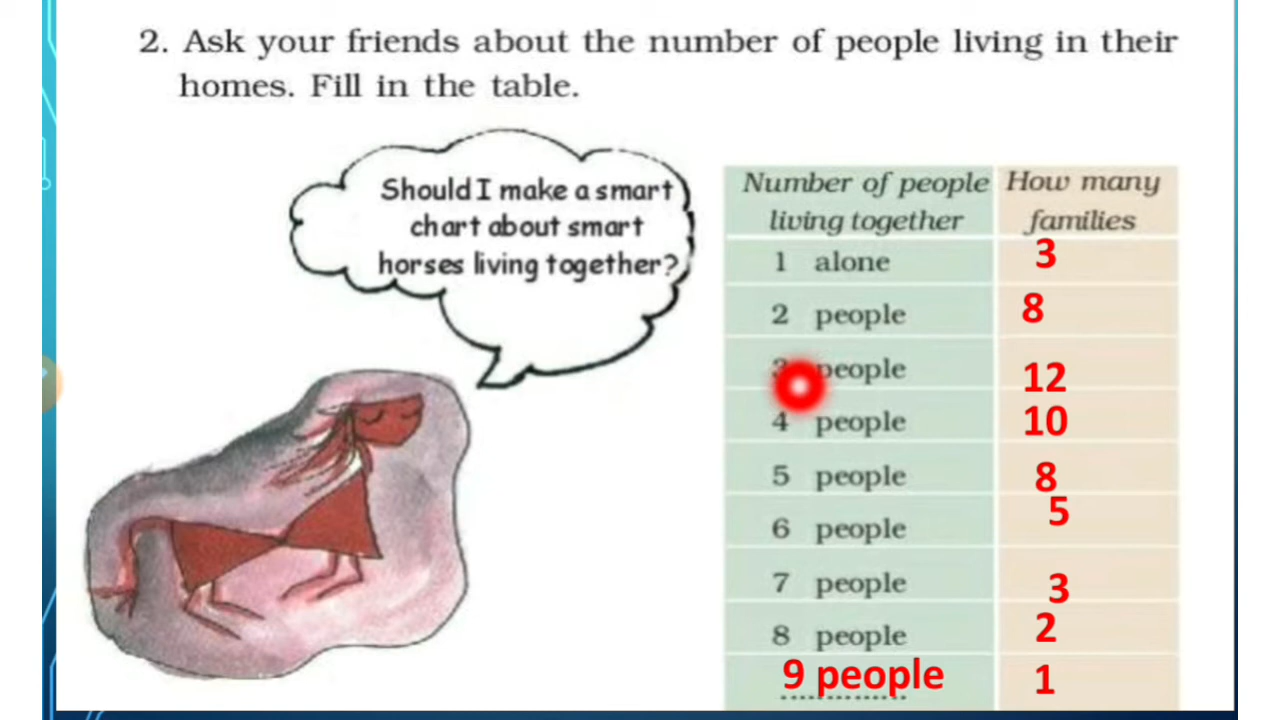 2. Ask your friends about the number of people living in their
homes. Fill in the table.
Should I make a smart
chart about smart
horses living together?
Number of people living together How many families
1 alone 3
2 people 8
3 people 12
4 people 10
5 people 8
6 people 5
7 people 3
8 people 2
9 people 1